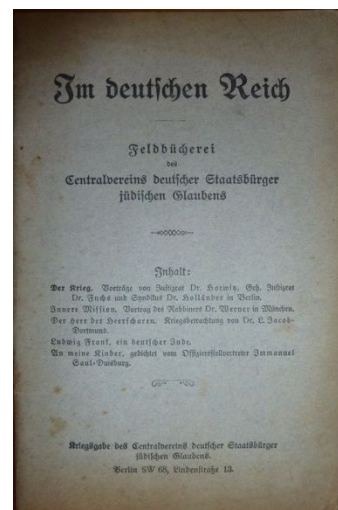 Im deutschen Reich
Feldbücherei
des
Centralvereins deutscher Staatsbürger
jüdischen Glaubens
Inhalt:
Der Krieg. Vorträge von Justizrat Dr. Horwitz, Geh. Justizrat
Dr. Fuchs und Syndikus Dr. Holländer in Berlin.
Innere Mission. Vortrag des Rabbiners Dr. Werner in München.
Der Herr der Herrscharen. Kriegsbetrachtung von Dr. L. Jacob-
Dortmund.
Ludwig Frank, ein deutscher Jude.
An meine Kinder, gedichtet vom Offizierstellvertreter Immanuel
Saul-Duisburg.
Kriegsgabe des Centralvereins deutscher Staatsbürger
jüdischen Glaubens.
Berlin SW 68, Lindenstraße 13.